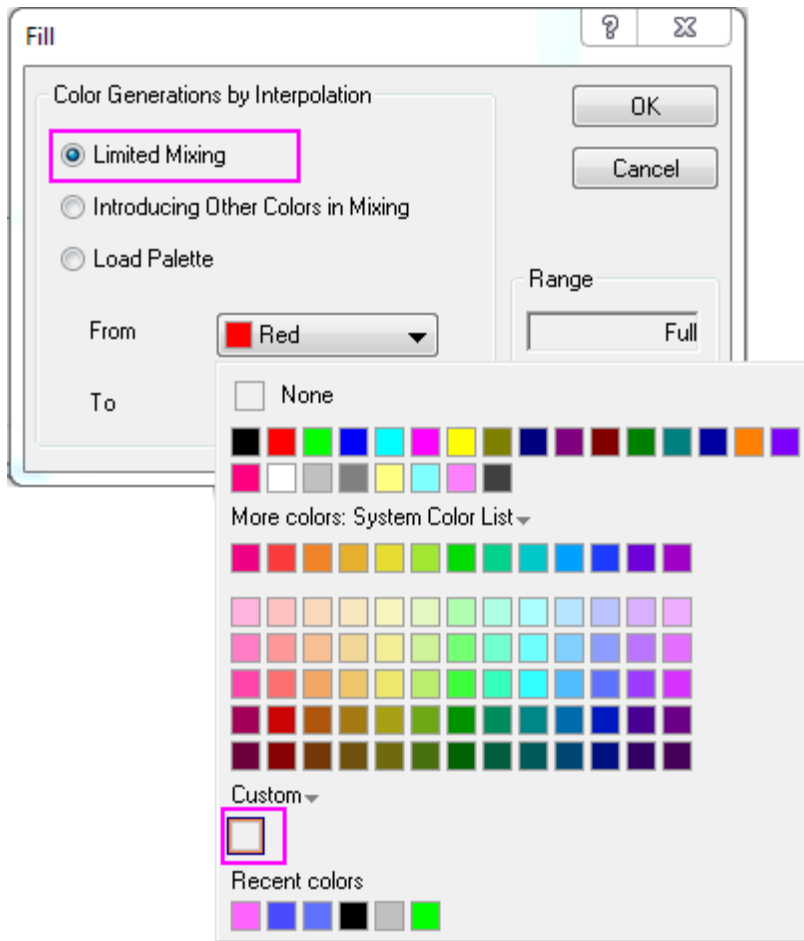 Fill
?
Color Generations by Interpolation
OK
Limited Mixing
Cancel
Introducing Other Colors in Mixing
Load Palette
Range
From
Red
Full
To
None
More colors: System Color List
Custom
Recent colors